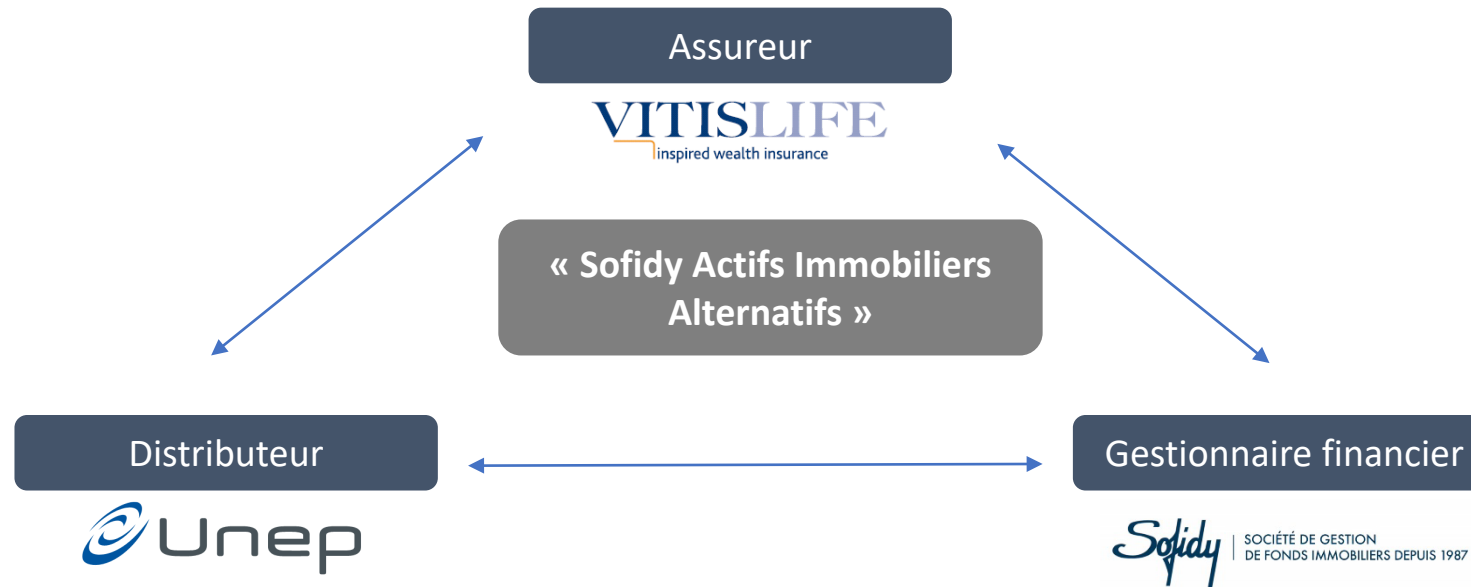 Assureur
VITISLIFE
inspired wealth insurance
« Sofidy Actifs Immobiliers
Alternatifs »
Distributeur
Gestionnaire financier
Unep
Sofidy
SOCIÉTÉ DE GESTION
DE FONDS IMMOBILIERS DEPUIS 1987